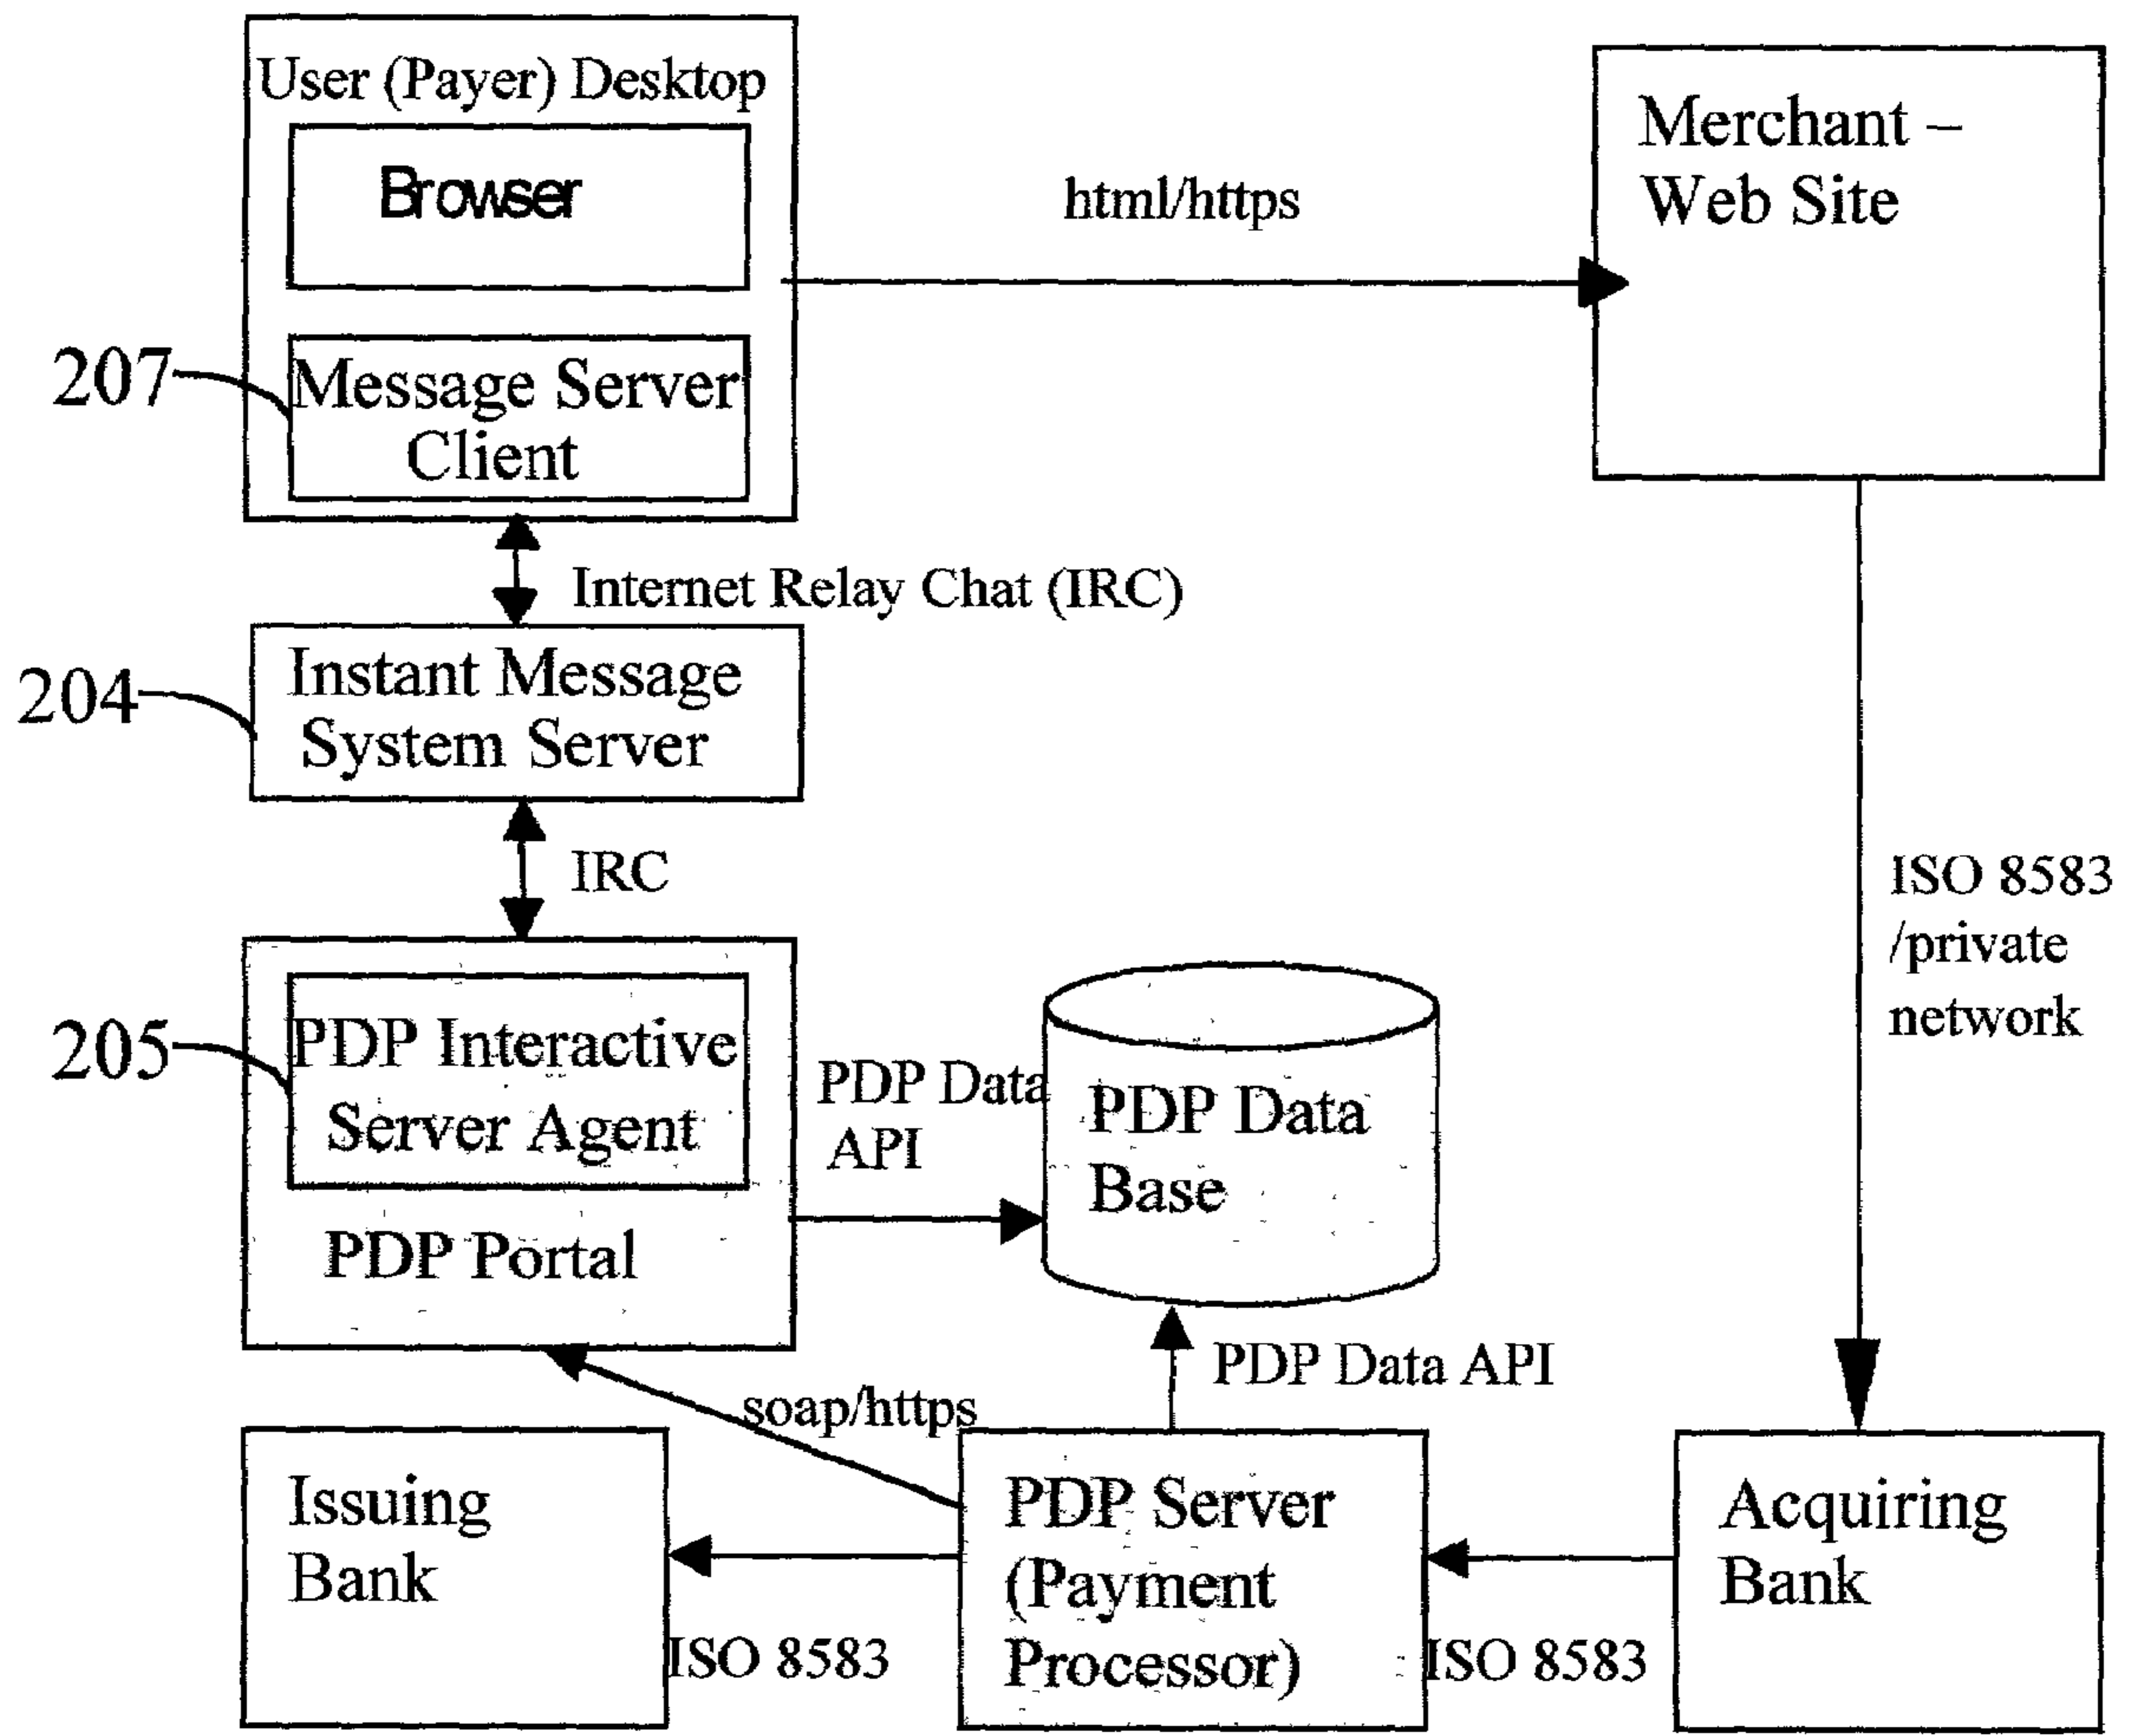 User (Payer) Desktop
Browser
207
Message Server
Client
html/https
Merchant –
Web Site
Internet Relay Chat (IRC)
204
Instant Message
System Server
IRC
ISO 8583
/private
network
205
PDP Interactive
Server Agent
PDP Portal
PDP Data
API
PDP Data
Base
PDP Data API
soap/https
Issuing
Bank
ISO 8583
PDP Server
(Payment
Processor)
ISO 8583
Acquiring
Bank